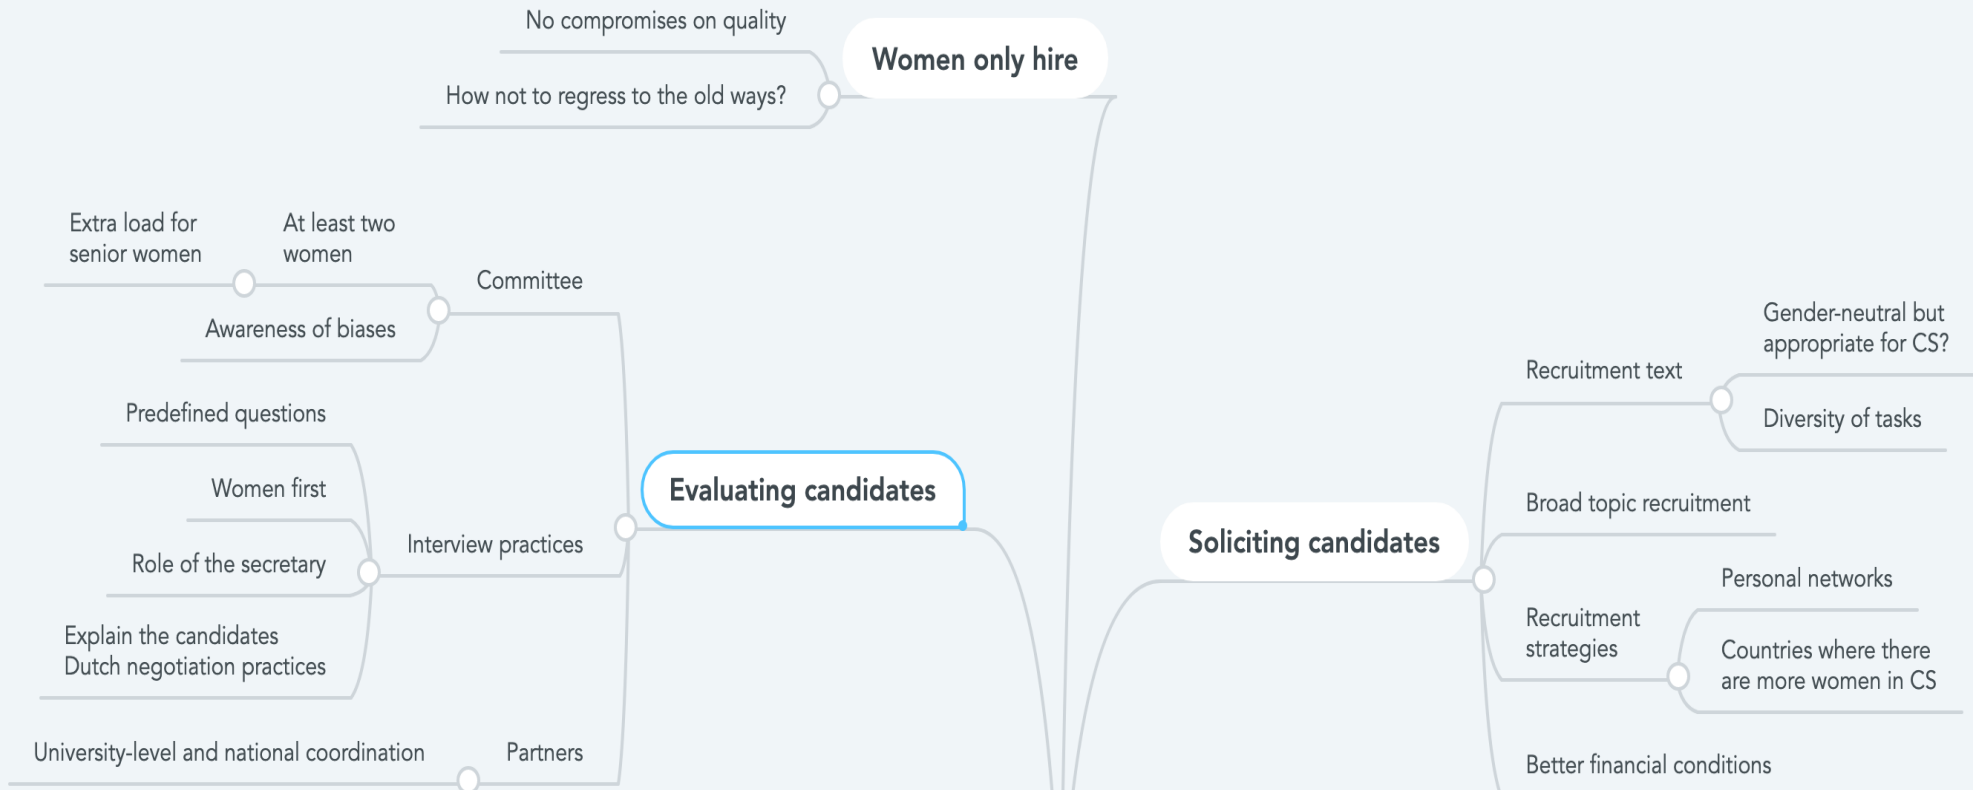 No compromises on quality
Women only hire
How not to regress to the old ways?
Extra load for
senior women
At least two
women
Committee
Awareness of biases
Predefined questions
Women first
Evaluating candidates
Interview practices
Role of the secretary
Explain the candidates
Dutch negotiation practices
University-level and national coordination
Partners
Gender-neutral but
appropriate for CS?
Recruitment text
Diversity of tasks
Broad topic recruitment
Soliciting candidates
Personal networks
Recruitment
strategies
Countries where there
are more women in CS
Better financial conditions